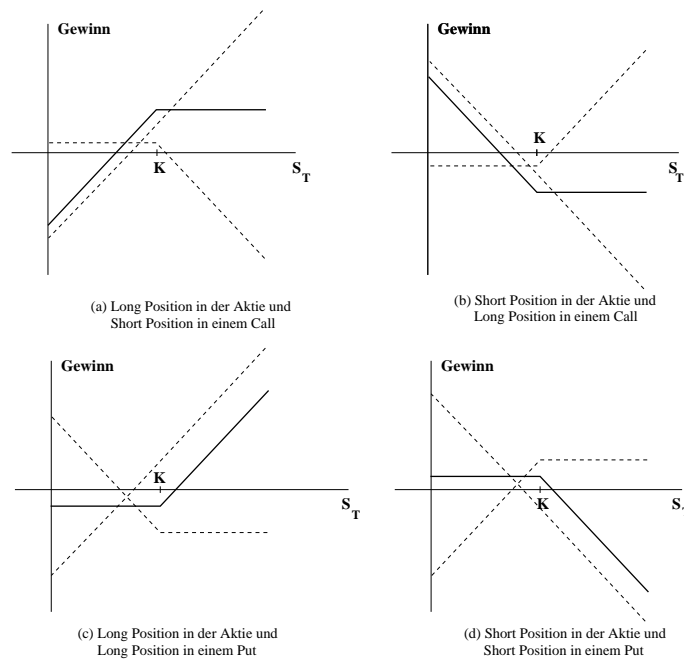 Gewinn
K
S T
(a) Long Position in der Aktie und
Short Position in einem Call
Gewinn
K
S T
(b) Short Position in der Aktie und
Long Position in einem Call
Gewinn
K
S T
(c) Long Position in der Aktie und
Long Position in einem Put
Gewinn
K
S
(d) Short Position in der Aktie und
Short Position in einem Put